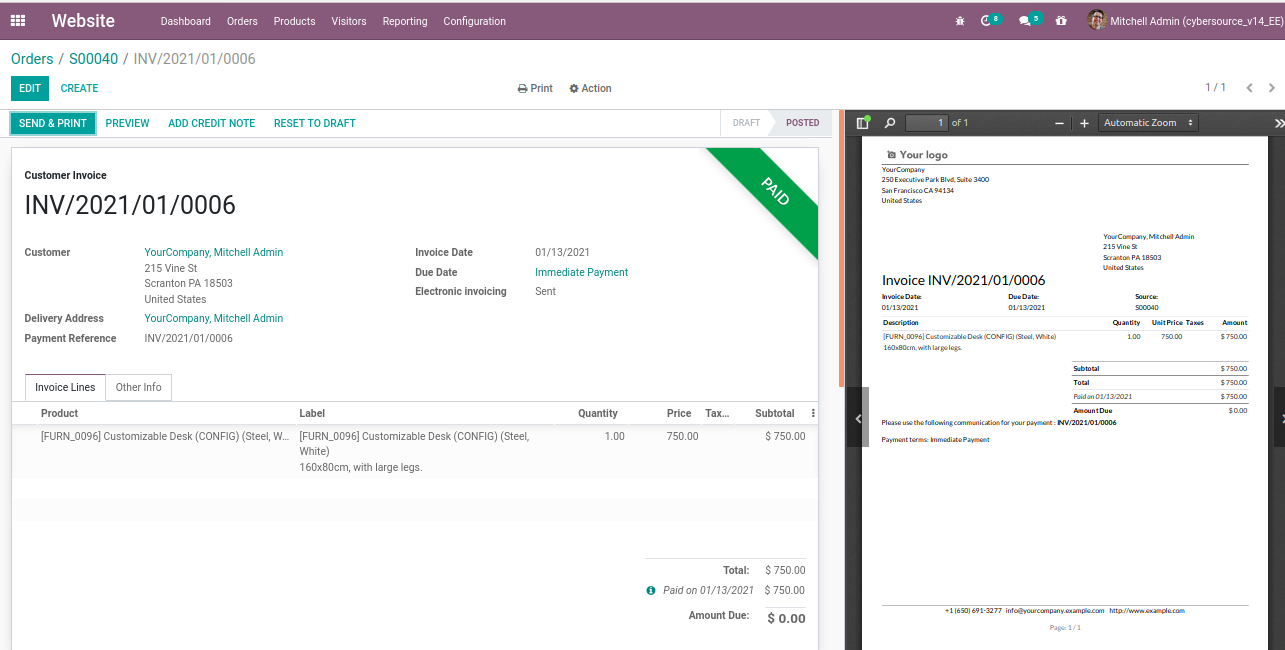 Website Dashboard Orders Products Visitors Reporting Configuration 8 5 Mitchell Admin (cybersource_v14_EE)
Orders / S00040 / INV/2021/01/0006
EDIT CREATE Print Action 1 / 1
SEND & PRINT PREVIEW ADD CREDIT NOTE RESET TO DRAFT DRAFT POSTED
PAID
Customer Invoice
INV/2021/01/0006
Customer YourCompany, Mitchell Admin
215 Vine St
Scranton PA 18503
United States
Delivery Address YourCompany, Mitchell Admin
Payment Reference INV/2021/01/0006
Invoice Date 01/13/2021
Due Date Immediate Payment
Electronic invoicing Sent
Invoice Lines Other Info
Product Label Quantity Price Tax... Subtotal
[FURN_0096] Customizable Desk (CONFIG) (Steel, W... [FURN_0096] Customizable Desk (CONFIG) (Steel, 1.00 750.00 $ 750.00
White)
160x80cm, with large legs.
Total: $ 750.00
Paid on 01/13/2021 $ 750.00
Amount Due: $ 0.00
1 of 1 Automatic Zoom
Your logo
YourCompany
250 Executive Park Blvd, Suite 3400
San Francisco CA 94134
United States
YourCompany, Mitchell Admin
215 Vine St
Scranton PA 18503
United States
Invoice INV/2021/01/0006
Invoice Date: Due Date: Source:
01/13/2021 01/13/2021 S00040
Description Quantity Unit Price Taxes Amount
[FURN_0096] Customizable Desk (CONFIG) (Steel, White) 1.00 750.00 $ 750.00
160x80cm, with large legs.
Subtotal $ 750.00
Total $ 750.00
Paid on 01/13/2021 $ 750.00
Amount Due $ 0.00
Please use the following communication for your payment : INV/2021/01/0006
Payment terms: Immediate Payment
+1 (650) 691-3277 info@yourcompany.example.com http://www.example.com
Page: 1 / 1